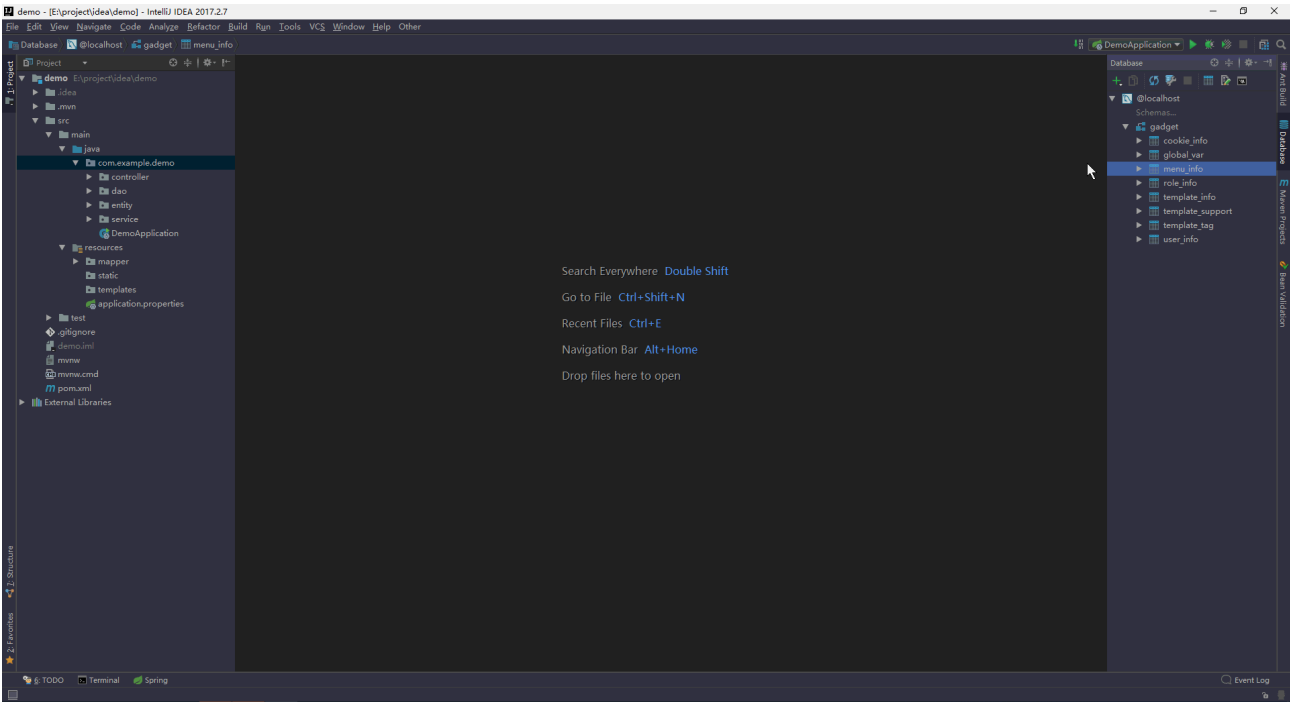 demo - [E:\project\idea\demo] - IntelliJ IDEA 2017.2.7
File Edit View Navigate Code Analyze Refactor Build Run Tools VCS Window Help Other
Database @localhost gadget menu_info
DemoApplication
1: Project
Project
demo E:\project\idea\demo
.idea
.mvn
src
main
java
com.example.demo
controller
dao
entity
service
DemoApplication
resources
mapper
static
templates
application.properties
test
.gitignore
demo.iml
mvnw
mvnw.cmd
pom.xml
External Libraries
Search Everywhere Double Shift
Go to File Ctrl+Shift+N
Recent Files Ctrl+E
Navigation Bar Alt+Home
Drop files here to open
Database
@localhost
Schemas...
gadget
cookie_info
global_var
menu_info
role_info
template_info
template_support
template_tag
user_info
Ant Build
Database
Maven Projects
Bean Validation
7: Structure
2: Favorites
6: TODO Terminal Spring
Event Log